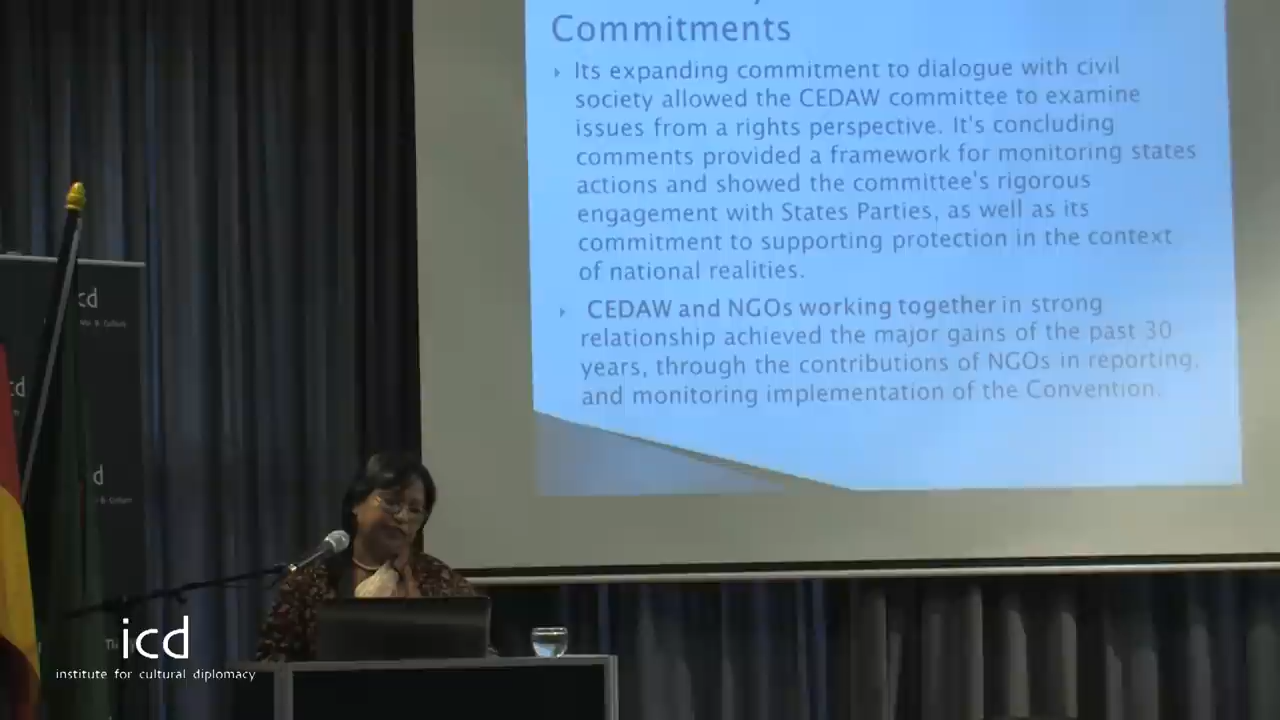 Commitments
Its expanding commitment to dialogue with civil
society allowed the CEDAW committee to examine
issues from a rights perspective. It's concluding
comments provided a framework for monitoring states
actions and showed the committee's rigorous
engagement with States Parties, as well as its
commitment to supporting protection in the context
of national realities.
CEDAW and NGOs working together in strong
relationship achieved the major gains of the past 30
years, through the contributions of NGOs in reporting,
and monitoring implementation of the Convention.
cd
cd
d
icd
institute for cultural diplomacy